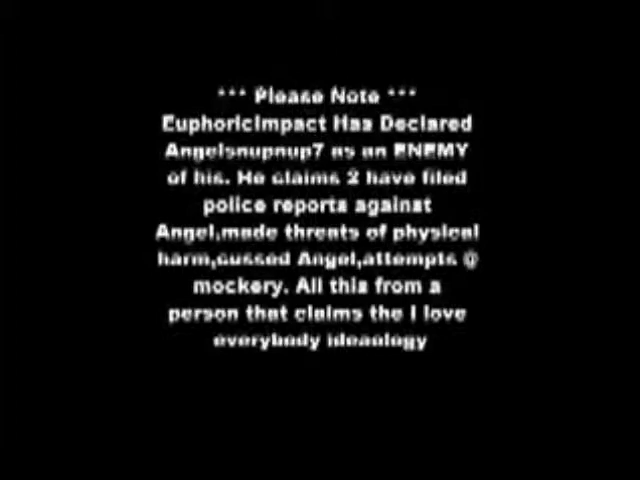 *** Please Note ***
EuphoricImpact Has Declared
Angelsnupnup7 as an ENEMY
of his. He claims 2 have filed
police reports against
Angel,made threats of physical
harm,cussed Angel,attempts @
mockery. All this from a
person that claims the I love
everybody ideaology